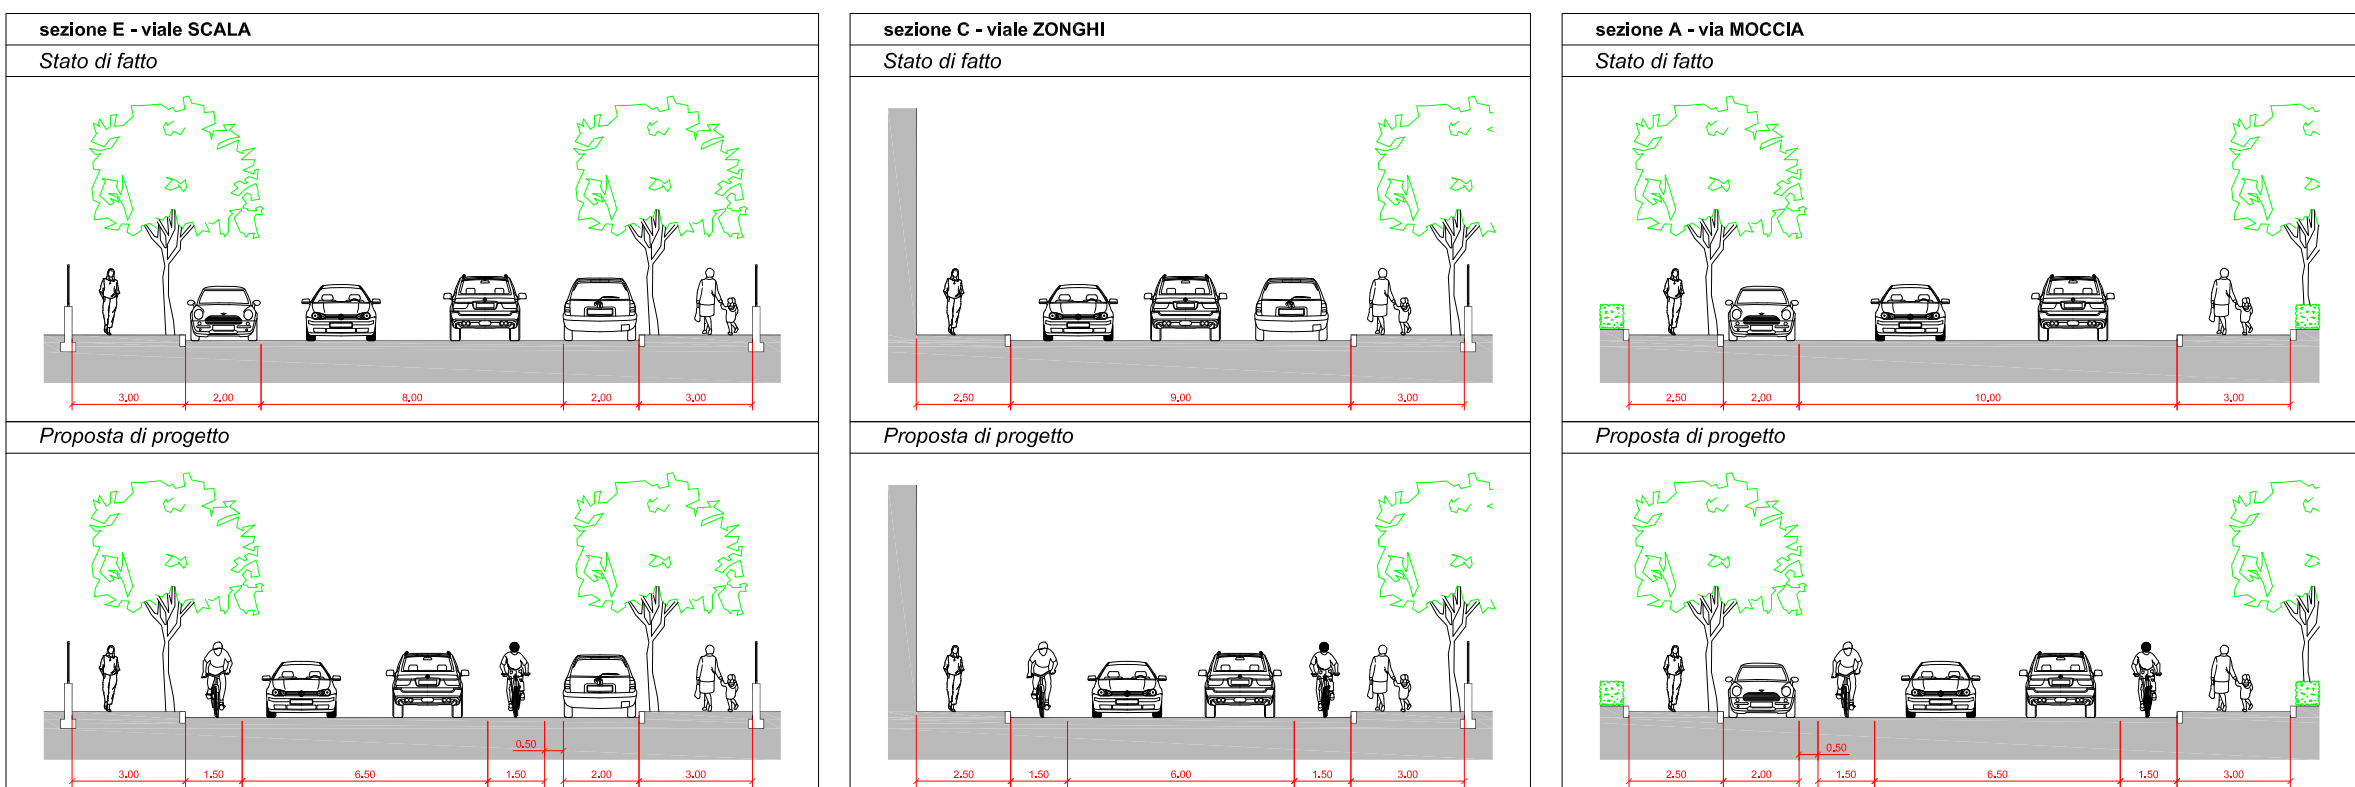 sezione E - viale SCALA
Stato di fatto
3.00 2.00 8.00 2.00 3.00
Proposta di progetto
0.50
3.00 1.50 6.50 1.50 2.00 3.00
sezione C - viale ZONGHI
Stato di fatto
2.50 9.00 3.00
Proposta di progetto
2.50 1.50 6.00 1.50 3.00
sezione A - via MOCCIA
Stato di fatto
2.50 2.00 10.00 3.00
Proposta di progetto
0.50
2.50 2.00 1.50 6.50 1.50 3.00